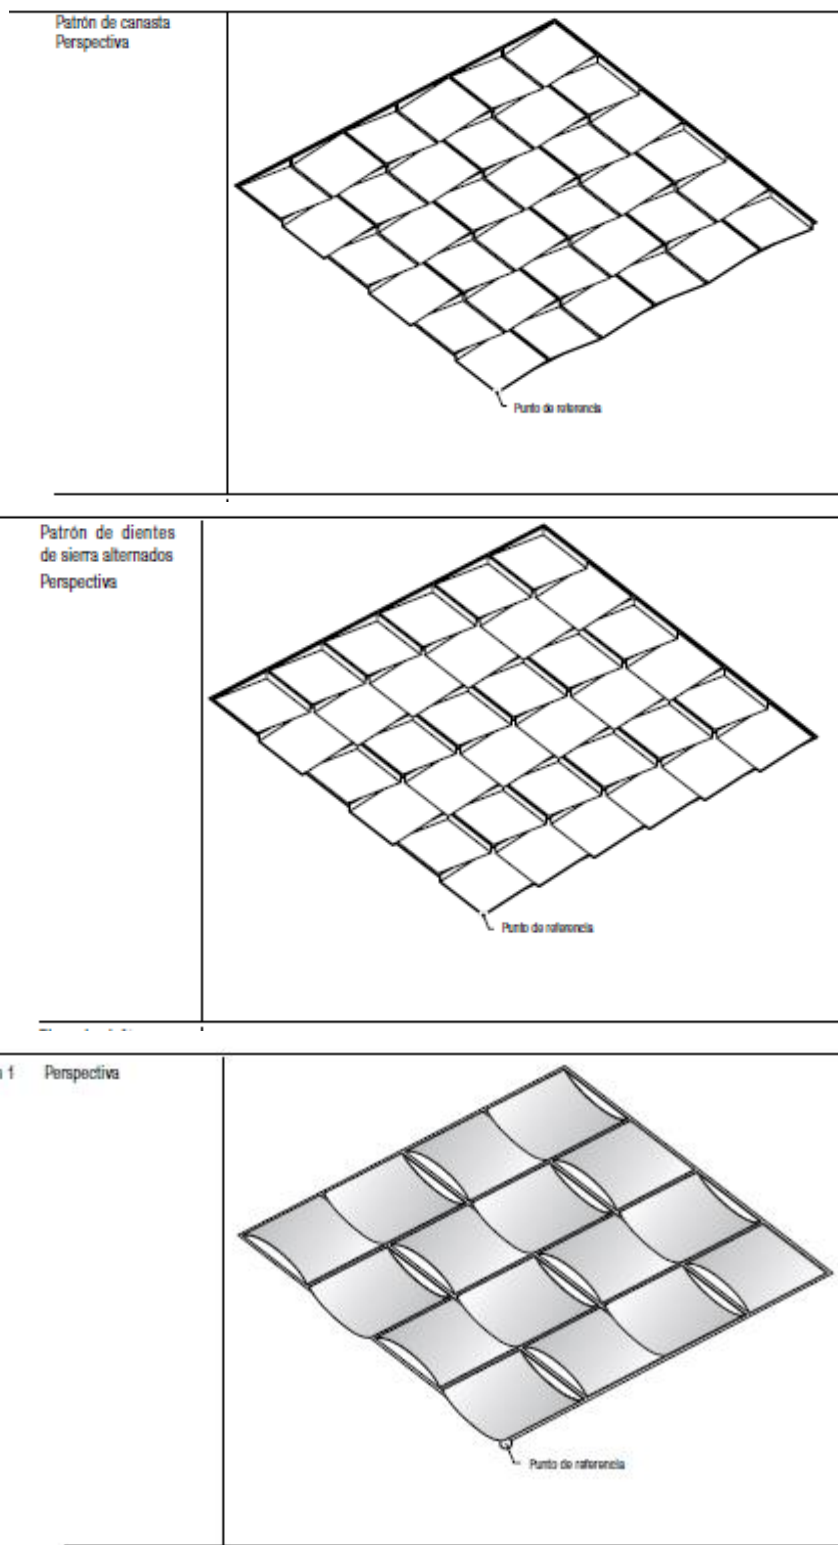 Patrón de canasta
Perspectiva
Punto de referencia
Patrón de dientes
de sierra alternados
Perspectiva
Punto de referencia
1 Perspectiva
Punto de referencia